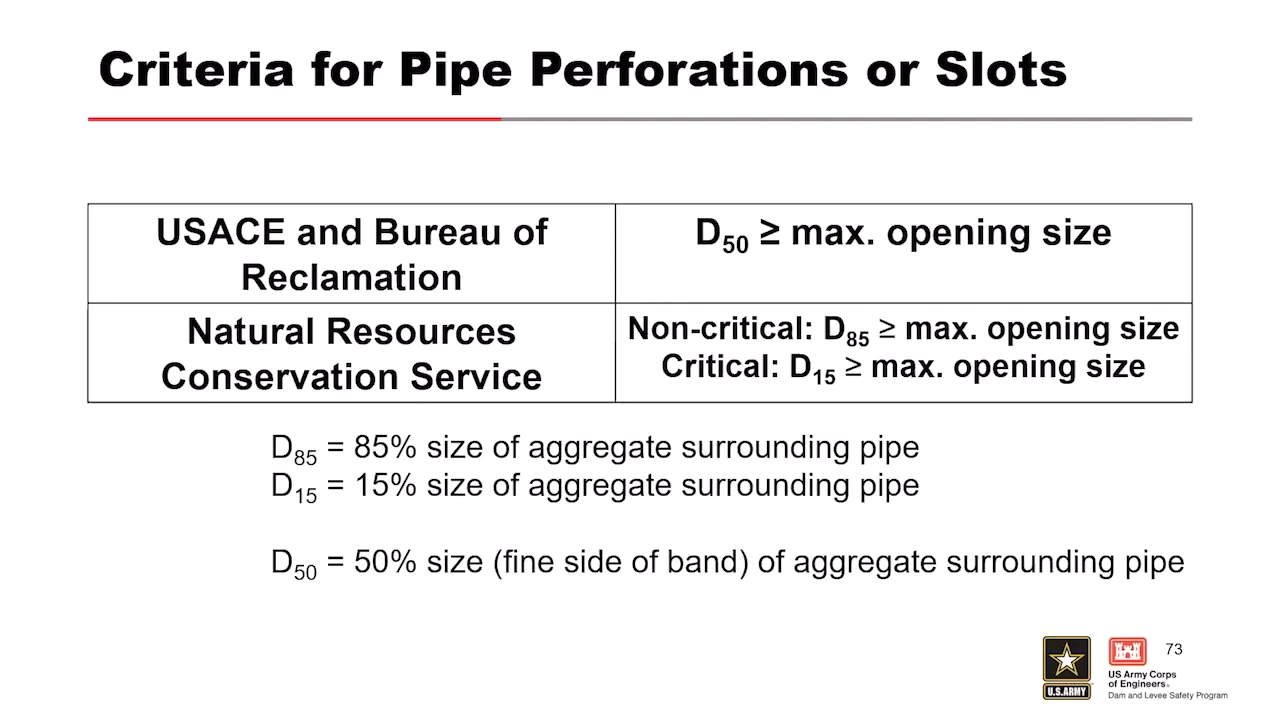 Criteria for Pipe Perforations or Slots
USACE and Bureau of
Reclamation
D50 ≥ max. opening size
Natural Resources
Conservation Service
Non-critical: D85 ≥ max. opening size
Critical: D15 ≥ max. opening size
D85 = 85% size of aggregate surrounding pipe
D15 = 15% size of aggregate surrounding pipe
D50 = 50% size (fine side of band) of aggregate surrounding pipe
73
U.S.ARMY
US Army Corps
of Engineers®
Dam and Levee Safety Program